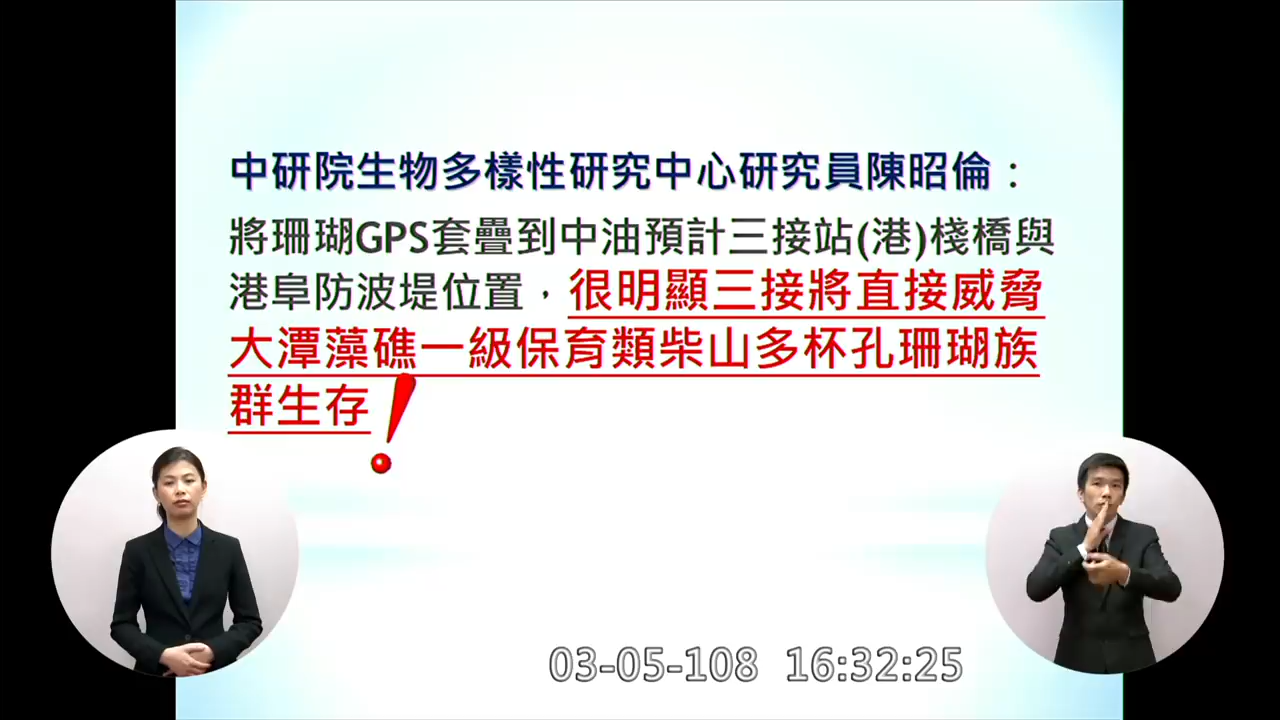 中研院生物多樣性研究中心研究員陳昭倫：
將珊瑚GPS套疊到中油預計三接站(港)棧橋與
港阜防波堤位置，很明顯三接將直接威脅
大潭藻礁一級保育類柴山多杯孔珊瑚族
群生存！
03-05-108 16:32:25